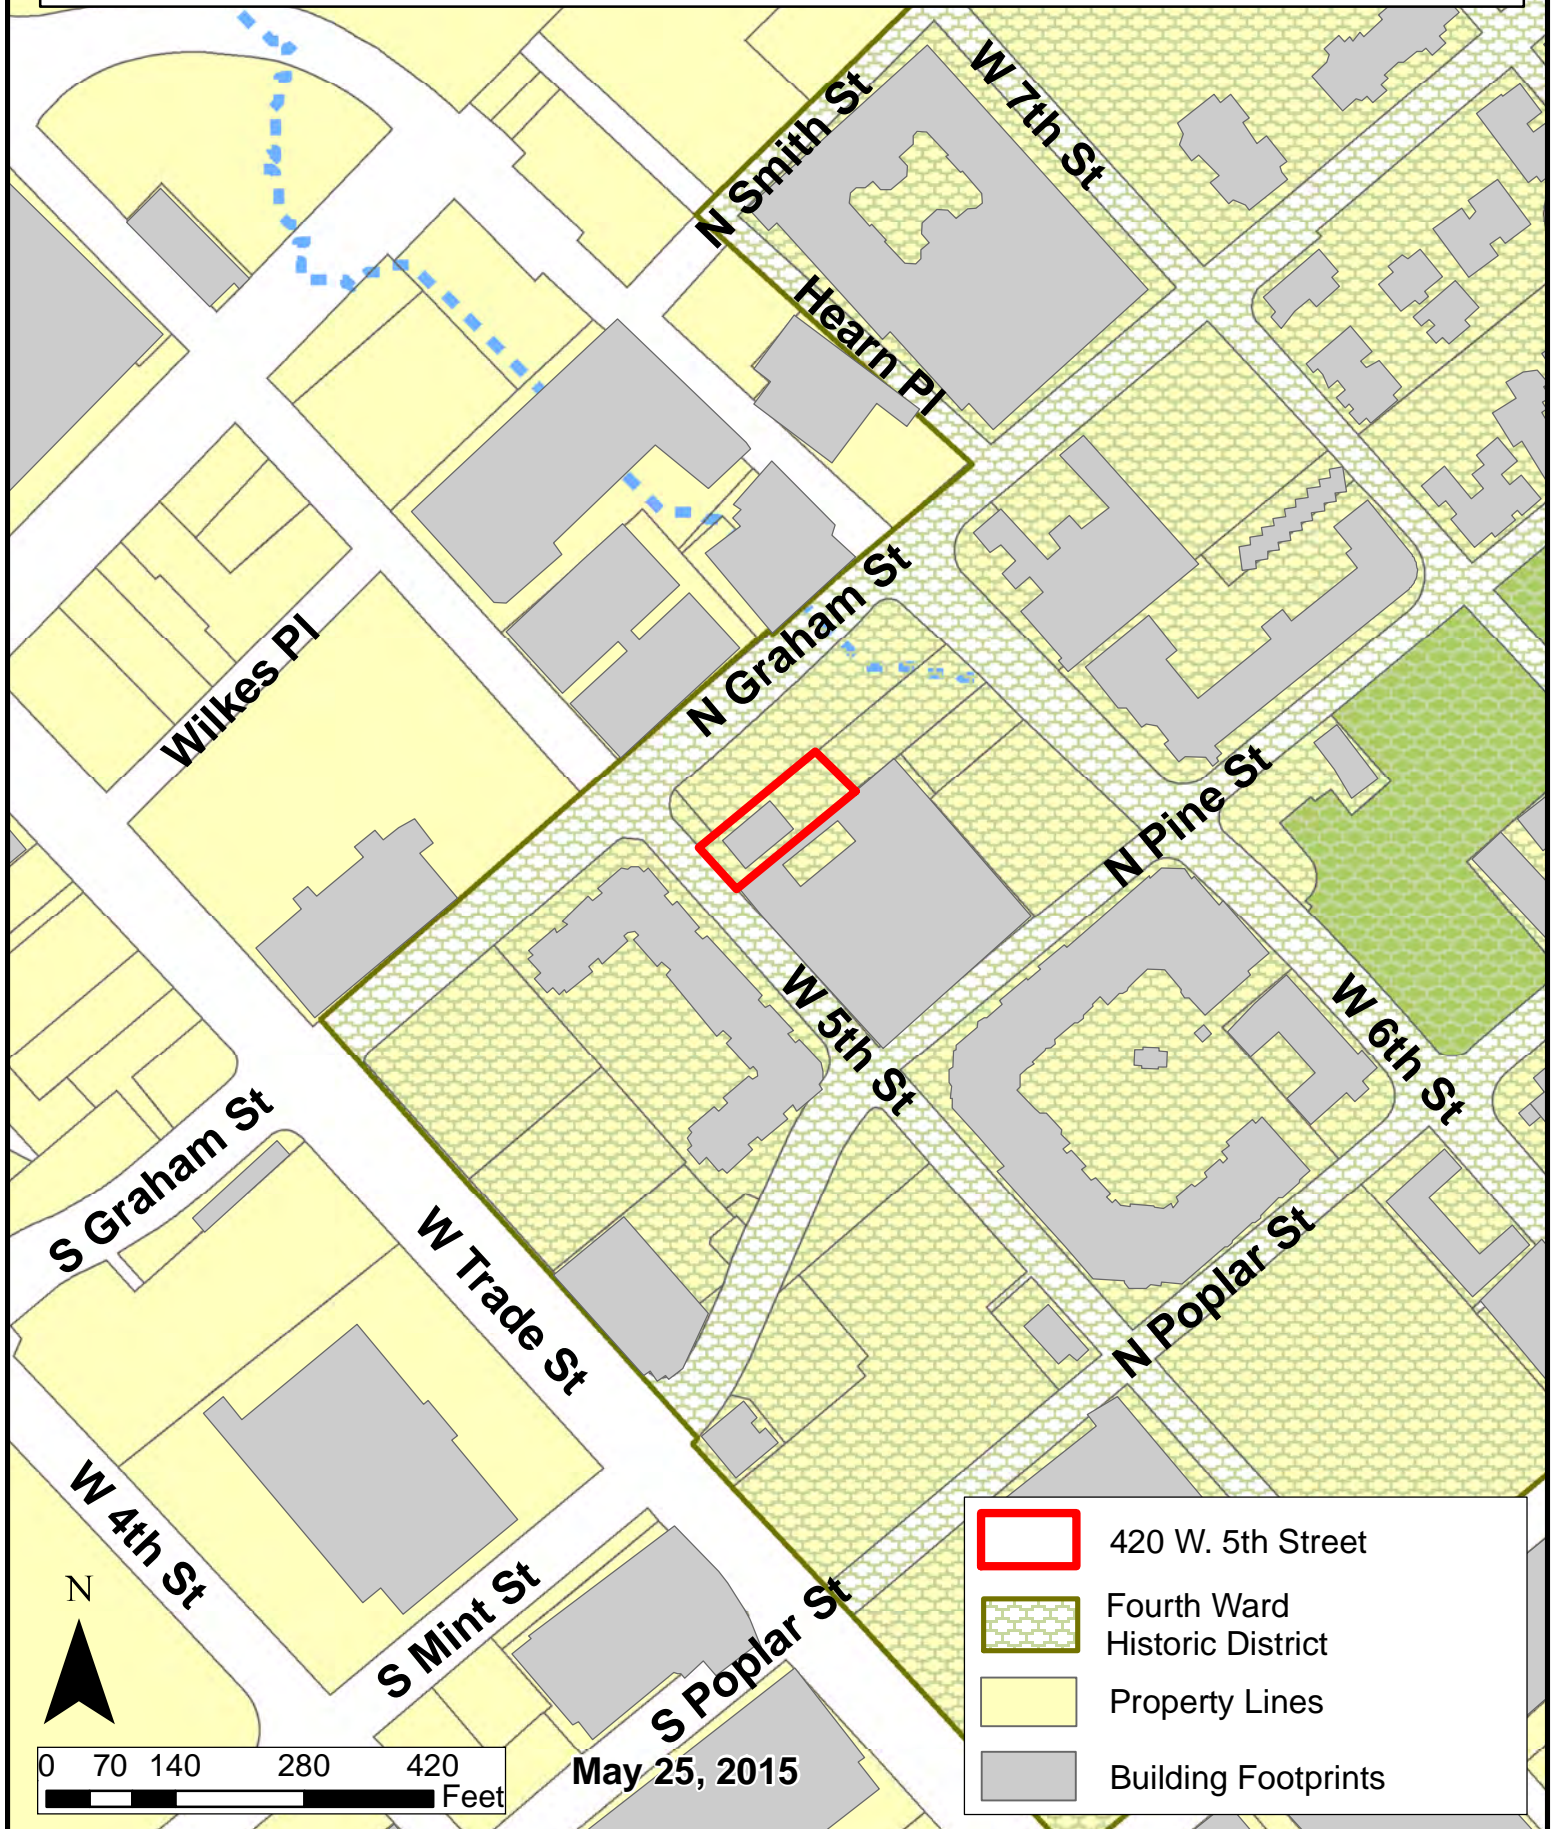 W 7th St
N Smith St
Hearn Pl
N Graham St
Wilkes Pl
N Pine St
W 5th St
W 6th St
S Graham St
W Trade St
N Poplar St
W 4th St
S Mint St
S Poplar St
420 W. 5th Street
Fourth Ward
Historic District
Property Lines
Building Footprints
N
0 70 140 280 420
Feet
May 25, 2015